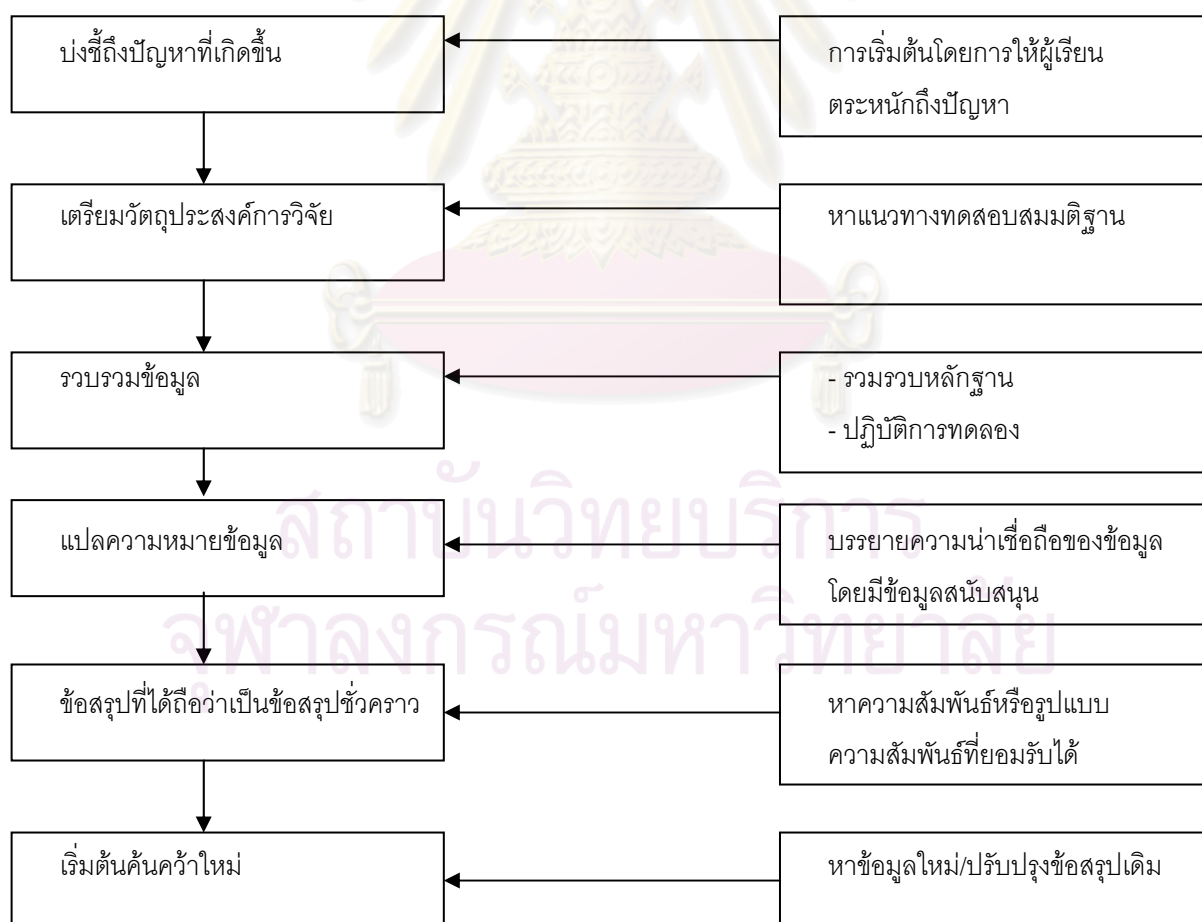 บ่งชี้ถึงปัญหาที่เกิดขึ้น
การเริ่มต้นโดยการให้ผู้เรียน
ตระหนักถึงปัญหา
เตรียมวัตถุประสงค์การวิจัย
หาแนวทางทดสอบสมมติฐาน
รวบรวมข้อมูล
- รวมรวบหลักฐาน
- ปฏิบัติการทดลอง
สถาบันวิทยบริการ
แปลความหมายข้อมูล
บรรยายความน่าเชื่อถือของข้อมูล
โดยมีข้อมูลสนับสนุน
จุฬาลงกรณ์มหาวิทยาลัย
ข้อสรุปที่ได้ถือว่าเป็นข้อสรุปชั่วคราว
หาความสัมพันธ์หรือรูปแบบ
ความสัมพันธ์ที่ยอมรับได้
เริ่มต้นค้นคว้าใหม่
หาข้อมูลใหม่/ปรับปรุงข้อสรุปเดิม